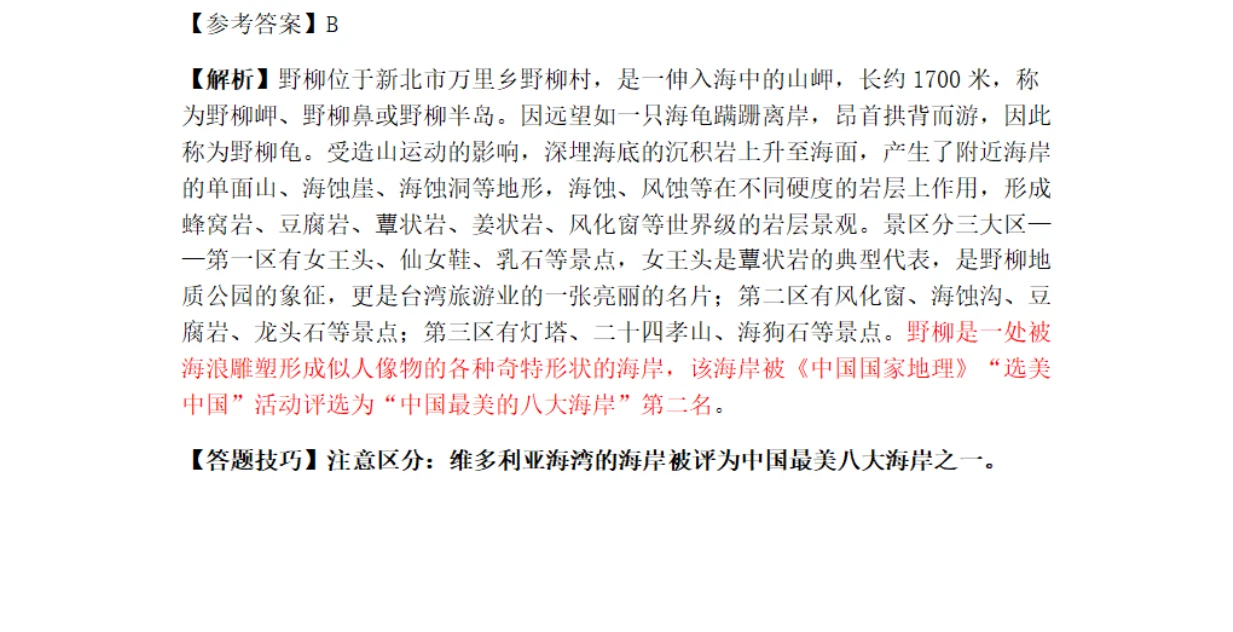 【参考答案】B
【解析】野柳位于新北市万里乡野柳村，是一伸入海中的山岬，长约1700 米，称
为野柳岬、野柳鼻或野柳半岛。因远望如一只海龟蹒跚离岸，昂首拱背而游，因此
称为野柳龟。受造山运动的影响，深埋海底的沉积岩上升至海面，产生了附近海岸
的单面山、海蚀崖、海蚀洞等地形，海蚀、风蚀等在不同硬度的岩层上作用，形成
蜂窝岩、豆腐岩、蕈状岩、姜状岩、风化窗等世界级的岩层景观。景区分三大区—
—第一区有女王头、仙女鞋、乳石等景点，女王头是蕈状岩的典型代表，是野柳地
质公园的象征，更是台湾旅游业的一张亮丽的名片；第二区有风化窗、海蚀沟、豆
腐岩、龙头石等景点；第三区有灯塔、二十四孝山、海狗石等景点。野柳是一处被
海浪雕塑形成似人像物的各种奇特形状的海岸，该海岸被《中国国家地理》“选美
中国”活动评选为“中国最美的八大海岸”第二名。
【答题技巧】注意区分：维多利亚海湾的海岸被评为中国最美八大海岸之一。